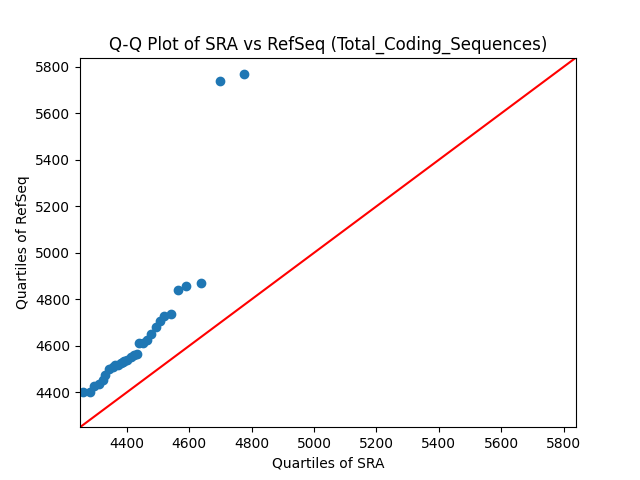 Q-Q Plot of SRA vs RefSeq (Total_Coding_Sequences)
5800
5600
5400
5200
5000
4800
4600
4400
Quartiles of RefSeq
4400 4600 4800 5000 5200 5400 5600 5800
Quartiles of SRA